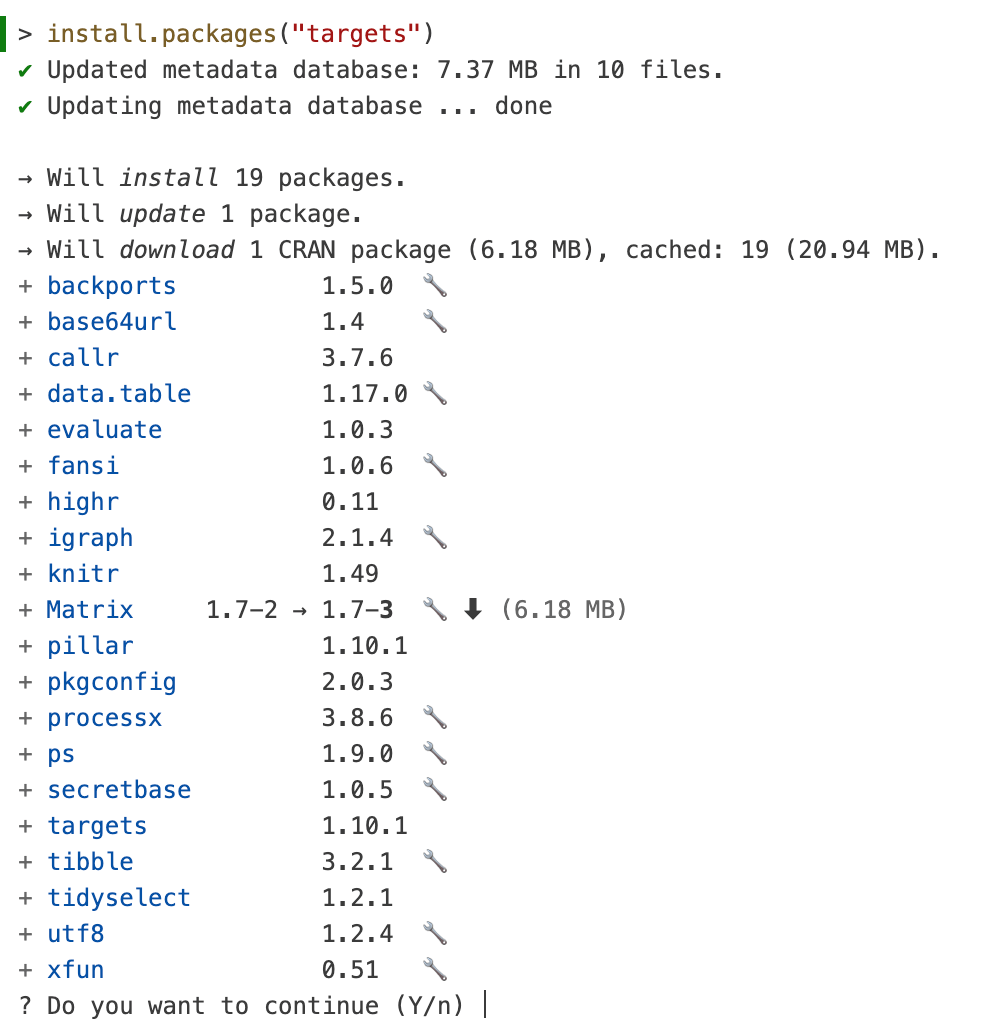 > install.packages("targets")
✔ Updated metadata database: 7.37 MB in 10 files.
✔ Updating metadata database ... done
→ Will install 19 packages.
→ Will update 1 package.
→ Will download 1 CRAN package (6.18 MB), cached: 19 (20.94 MB).
+ backports 1.5.0 🔧
+ base64url 1.4 🔧
+ callr 3.7.6
+ data.table 1.17.0 🔧
+ evaluate 1.0.3
+ fansi 1.0.6 🔧
+ highr 0.11
+ igraph 2.1.4 🔧
+ knitr 1.49
+ Matrix 1.7-2 → 1.7-3 🔧 ⬇ (6.18 MB)
+ pillar 1.10.1
+ pkgconfig 2.0.3
+ processx 3.8.6 🔧
+ ps 1.9.0 🔧
+ secretbase 1.0.5 🔧
+ targets 1.10.1
+ tibble 3.2.1 🔧
+ tidyselect 1.2.1
+ utf8 1.2.4 🔧
+ xfun 0.51 🔧
? Do you want to continue (Y/n)